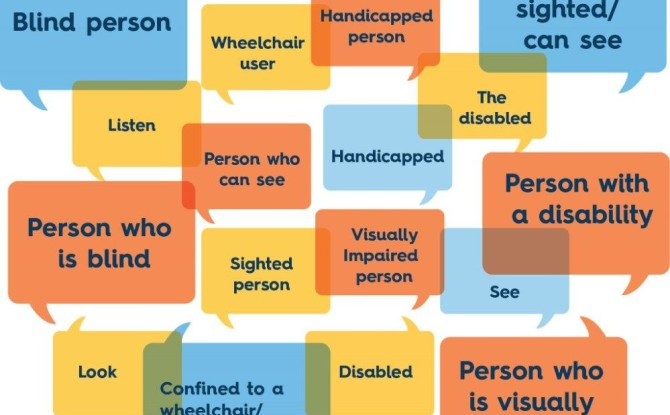 Blind person
Wheelchair
user
Handicapped
person
sighted/
can see
Listen
The
disabled
Person who
can see
Handicapped
Person with
a disability
Person who
is blind
Sighted
person
Visually
Impaired
person
See
Look
Confined to a
wheelchair/
Disabled
Person who
is visually